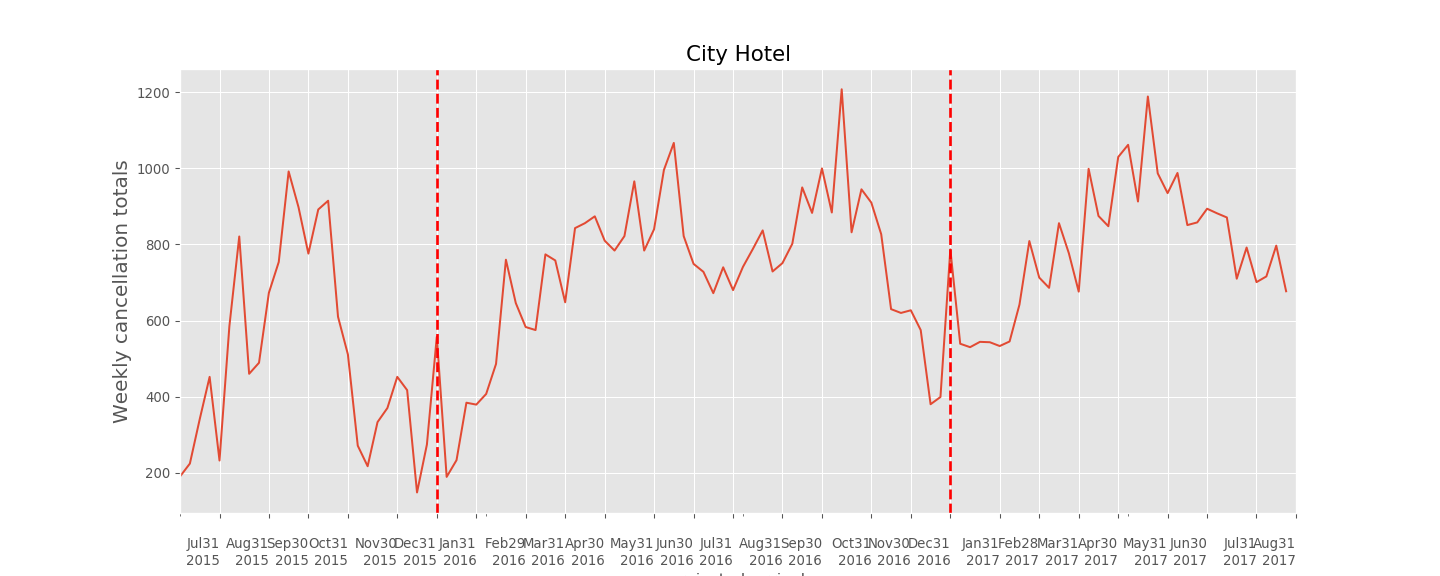 City Hotel
Weekly cancellation totals
1200
1000
800
600
400
200
Jul31 Aug31 Sep30 Oct31 Nov30 Dec31 Jan31 Feb29 Mar31 Apr30 May31 Jun30 Jul31 Aug31 Sep30 Oct31 Nov30 Dec31 Jan31 Feb28 Mar31 Apr30 May31 Jun30 Jul31 Aug31
2015 2015 2015 2015 2015 2015 2016 2016 2016 2016 2016 2016 2016 2016 2016 2016 2016 2016 2017 2017 2017 2017 2017 2017 2017 2017